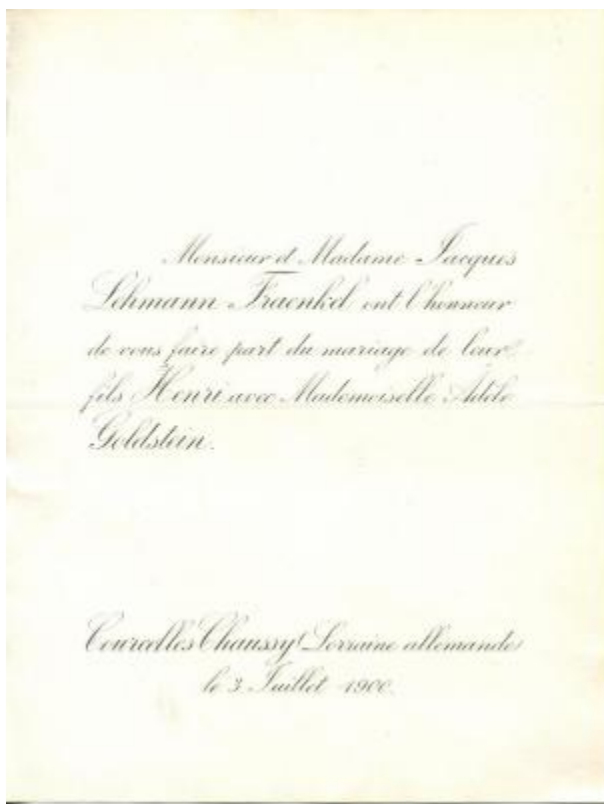 Monsieur et Madame Jacques
Lehmann Fraenkel ont l'honneur
de vous faire part du mariage de leur
fils Henri avec Mademoiselle Adèle
Goldstein.
Courcelles Chaussy (Lorraine allemande)
le 3 Juillet 1900.